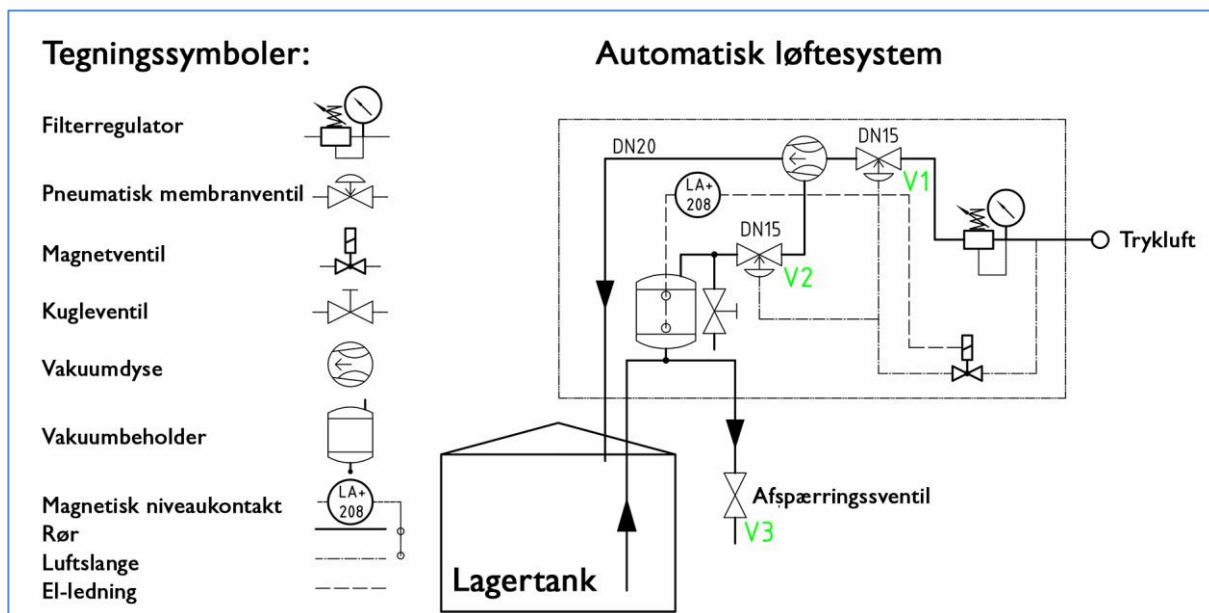 Tegningssymboler:
Filterregulator
Pneumatisk membranventil
Magnetventil
Kugleventil
Vakuumdyse
Vakuumbeholder
Magnetisk niveaukontakt
LA+
208
Rør
Luftslange
El-ledning
Automatisk løftesystem
DN20
DN15
V1
LA+
208
DN15
V2
Trykluft
Afspærringssventil
V3
Lagertank